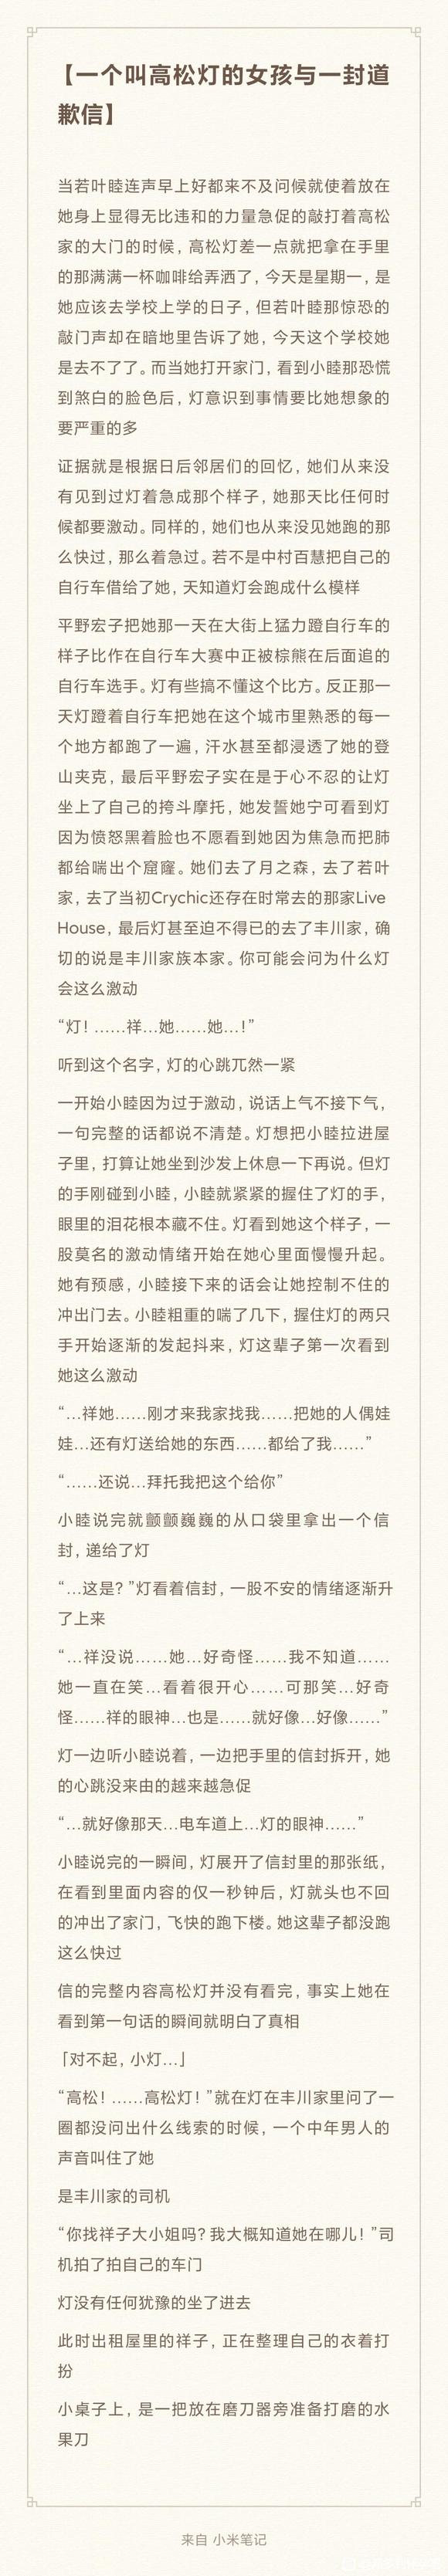 【一个叫高松灯的女孩与一封道
歉信】
当若叶睦连声早上好都来不及问候就使着放在
她身上显得无比违和的力量急促的敲打着高松
家的大门的时候，高松灯差一点就把拿在手里
的那满满一杯咖啡给弄洒了，今天是星期一，是
她应该去学校上学的日子，但若叶睦那惊恐的
敲门声却在暗地里告诉了她，今天这个学校她
是去不了了。而当她打开家门，看到小睦那恐慌
到煞白的脸色后，灯意识到事情要比她想象的
要严重的多
证据就是根据日后邻居们的回忆，她们从来没
有见到过灯着急成那个样子，她那天比任何时
候都要激动。同样的，她们也从来没见她跑的那
么快过，那么着急过。若不是中村百慧把自己的
自行车借给了她，天知道灯会跑成什么模样
平野宏子把她那一天在大街上猛力蹬自行车的
样子比作在自行车大赛中正被棕熊在后面追的
自行车选手。灯有些搞不懂这个比方。反正那一
天灯蹬着自行车把她在这个城市里熟悉的每一
个地方都跑了一遍，汗水甚至都浸透了她的登
山夹克，最后平野宏子实在是于心不忍的让灯
坐上了自己的挎斗摩托，她发誓她宁可看到灯
因为愤怒黑着脸也不愿看到她因为焦急而把肺
都给喘出个窟窿。她们去了月之森，去了若叶
家，去了当初Crychic还存在时常去的那家Live
House，最后灯甚至迫不得已的去了丰川家，确
切的说是丰川家族本家。你可能会问为什么灯
会这么激动
“灯！……祥…她……她…！”
听到这个名字，灯的心跳兀然一紧
一开始小睦因为过于激动，说话上气不接下气，
一句完整的话都说不清楚。灯想把小睦拉进屋
子里，打算让她坐到沙发上休息一下再说。但灯
的手刚碰到小睦，小睦就紧紧的握住了灯的手，
眼里的泪花根本藏不住。灯看到她这个样子，一
股莫名的激动情绪开始在她心里面慢慢升起。
她有预感，小睦接下来的话会让她控制不住的
冲出门去。小睦粗重的喘了几下，握住灯的两只
手开始逐渐的发起抖来，灯这辈子第一次看到
她这么激动
“…祥她……刚才来我家找我……把她的人偶娃
娃…还有灯送给她的东西……都给了我……”
“……还说…拜托我把这个给你”
小睦说完就颤颤巍巍的从口袋里拿出一个信
封，递给了灯
“…这是？”灯看着信封，一股不安的情绪逐渐升
了上来
“…祥没说……她…好奇怪……我不知道……
她一直在笑…看着很开心……可那笑…好奇
怪……祥的眼神…也是……就好像…好像……”
灯一边听小睦说着，一边把手里的信封拆开，她
的心跳没来由的越来越急促
“…就好像那天…电车道上…灯的眼神……”
小睦说完的一瞬间，灯展开了信封里的那张纸，
在看到里面内容的仅一秒钟后，灯就头也不回
的冲出了家门，飞快的跑下楼。她这辈子都没跑
这么快过
信的完整内容高松灯并没有看完，事实上她在
看到第一句话的瞬间就明白了真相
「对不起，小灯…」
“高松！……高松灯！”就在灯在丰川家里问了一
圈都没问出什么线索的时候，一个中年男人的
声音叫住了她
是丰川家的司机
“你找祥子大小姐吗？我大概知道她在哪儿！”司
机拍了拍自己的车门
灯没有任何犹豫的坐了进去
此时出租屋里的祥子，正在整理自己的衣着打
扮
小桌子上，是一把放在磨刀器旁准备打磨的水
果刀
来自 小米笔记